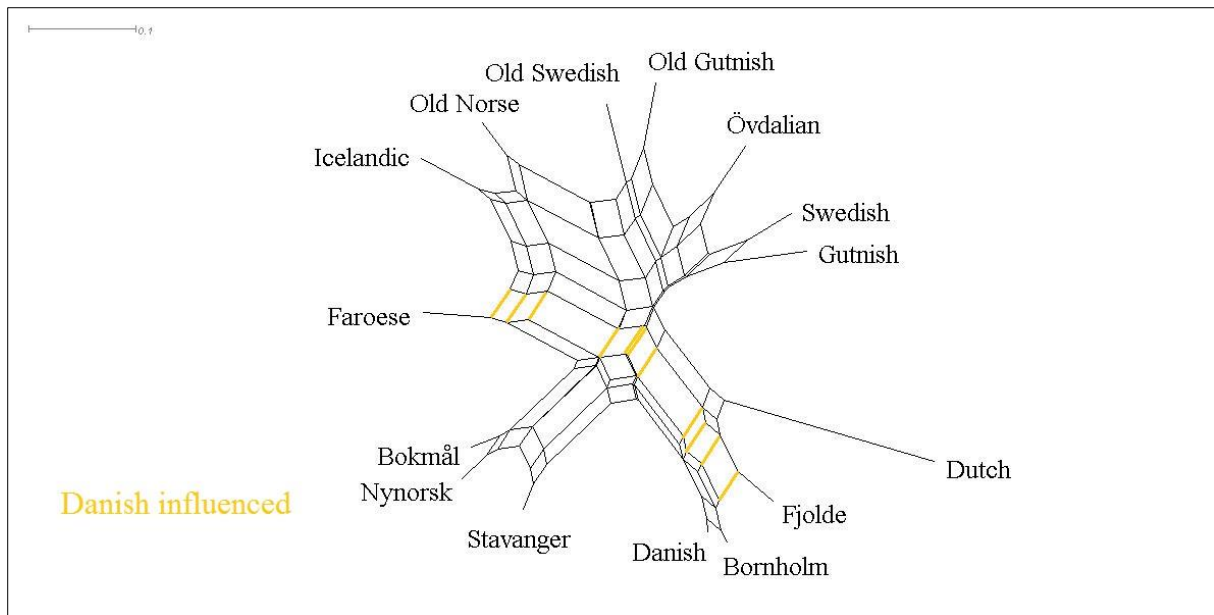 0.1
Old Swedish
Old Gutnish
Old Norse
Övdalian
Icelandic
Swedish
Gutnish
Faroese
Bokmål
Dutch
Nynorsk
Danish influenced
Fjolde
Stavanger
Danish
Bornholm